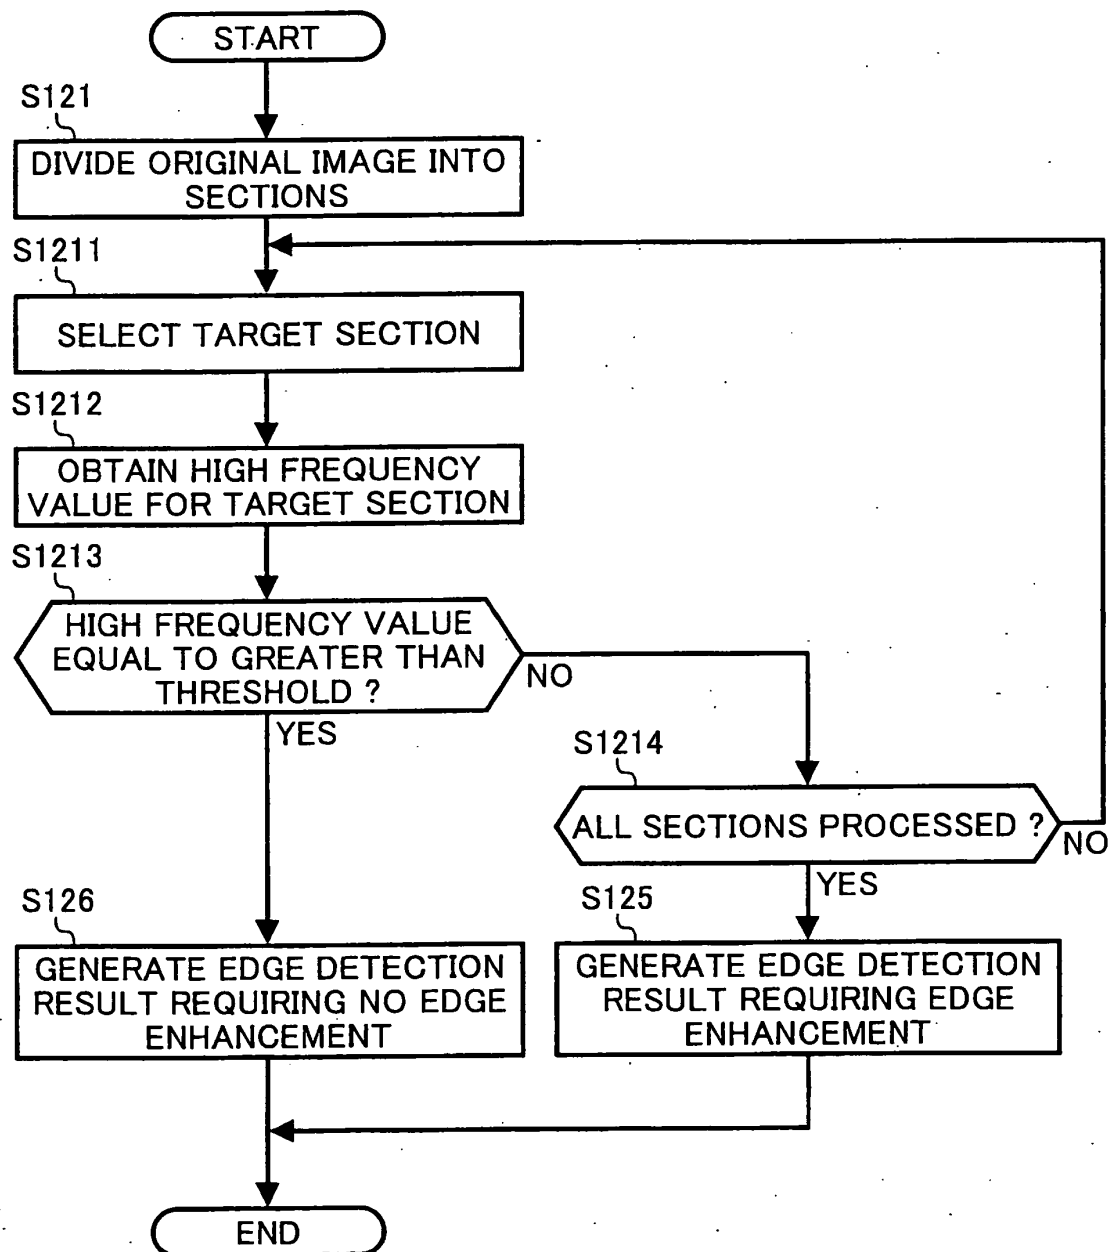 START
S121
DIVIDE ORIGINAL IMAGE INTO
SECTIONS
S1211
SELECT TARGET SECTION
S1212
OBTAIN HIGH FREQUENCY
VALUE FOR TARGET SECTION
S1213
HIGH FREQUENCY VALUE
EQUAL TO GREATER THAN
THRESHOLD ?
NO
YES
S1214
ALL SECTIONS PROCESSED ?
NO
YES
S126
GENERATE EDGE DETECTION
RESULT REQUIRING NO EDGE
ENHANCEMENT
S125
GENERATE EDGE DETECTION
RESULT REQUIRING EDGE
ENHANCEMENT
END